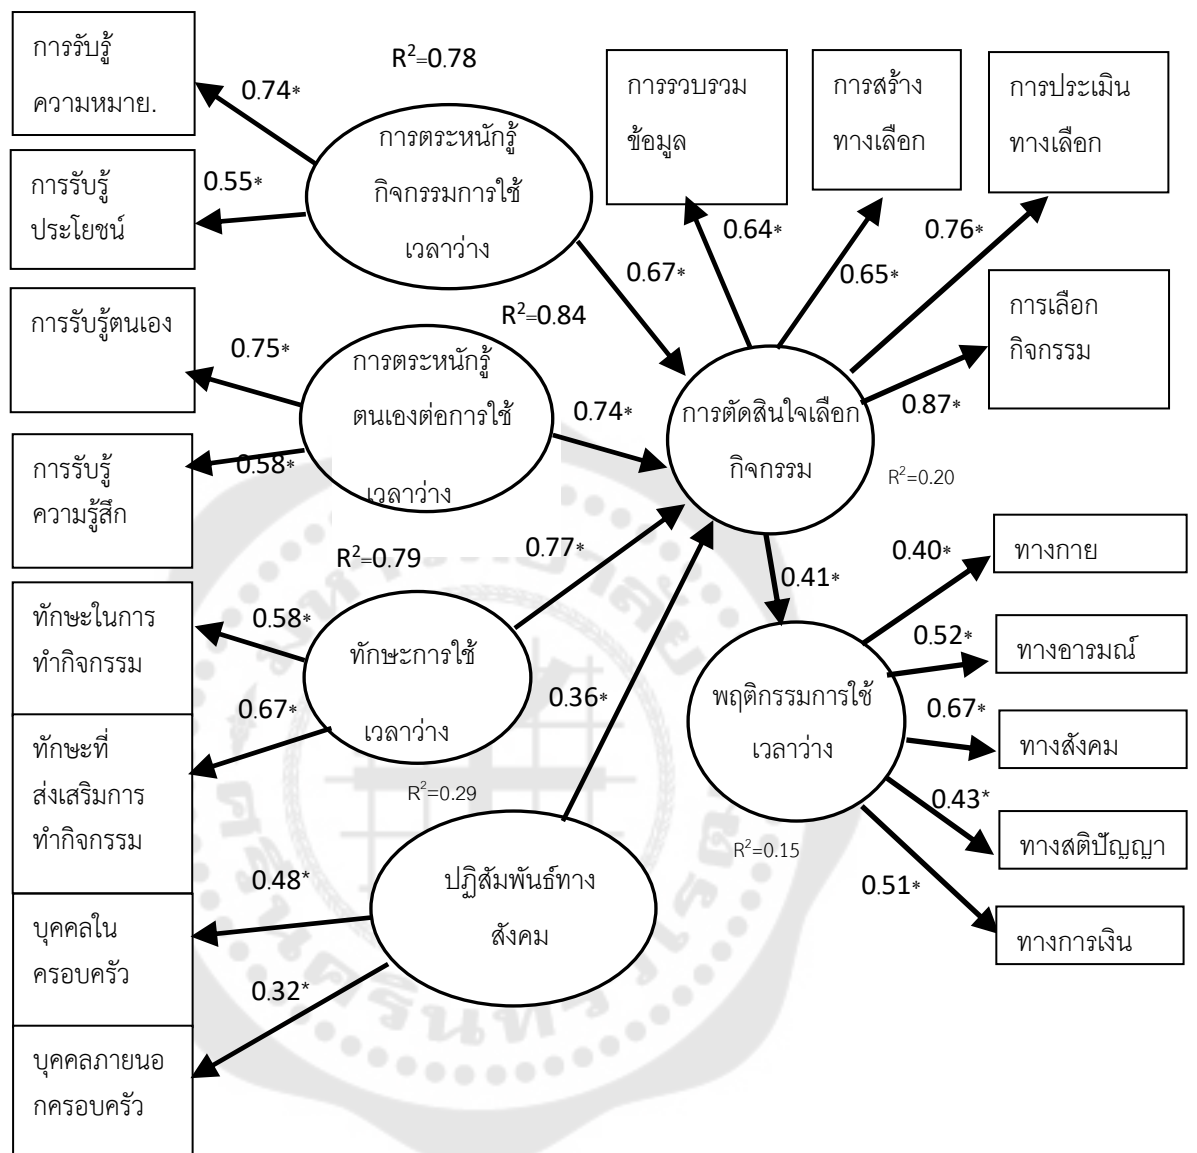 การรับรู้
ความหมาย.
0.74*
R²=0.78
การตระหนักรู้
กิจกรรมการใช้
เวลาว่าง
การรวบรวม
ข้อมูล
การสร้าง
ทางเลือก
การประเมิน
ทางเลือก
การรับรู้
ประโยชน์
0.55*
0.67*
0.64*
0.65*
0.76*
การเลือก
กิจกรรม
0.87*
การรับรู้ตนเอง
0.75*
R²=0.84
การตระหนักรู้
ตนเองต่อการใช้
เวลาว่าง
0.74*
การตัดสินใจเลือก
กิจกรรม
R²=0.20
การรับรู้
ความรู้สึก
0.58*
R²=0.79
0.77*
0.41*
ทักษะในการ
ทำกิจกรรม
0.58*
ทักษะการใช้
เวลาว่าง
0.67*
0.36*
ทักษะที่
ส่งเสริมการ
ทำกิจกรรม
R²=0.29
พฤติกรรมการใช้
เวลาว่าง
R²=0.15
0.40*
ทางกาย
0.52*
ทางอารมณ์
0.67*
ทางสังคม
0.43*
ทางสติปัญญา
0.51*
ทางการเงิน
ปฏิสัมพันธ์ทาง
สังคม
0.48*
บุคคลใน
ครอบครัว
0.32*
บุคคลภายนอ
กครอบครัว